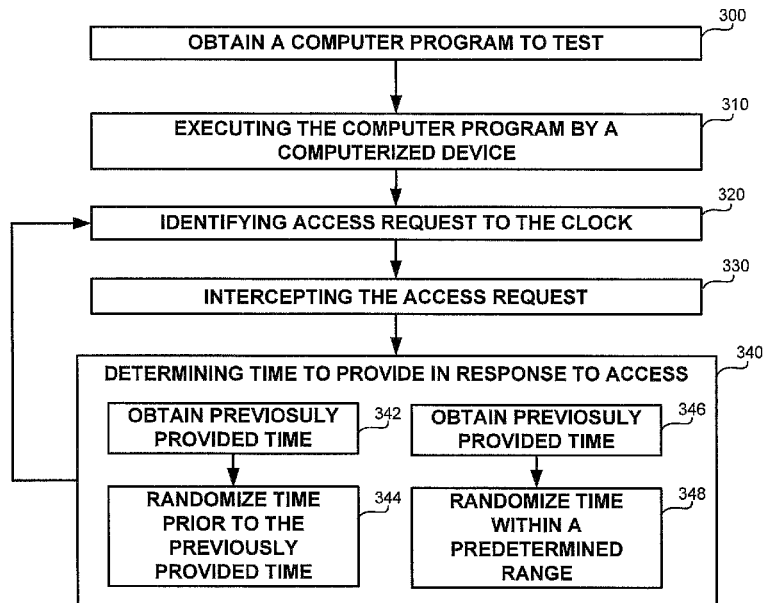 300
OBTAIN A COMPUTER PROGRAM TO TEST
310
EXECUTING THE COMPUTER PROGRAM BY A
COMPUTERIZED DEVICE
320
IDENTIFYING ACCESS REQUEST TO THE CLOCK
330
INTERCEPTING THE ACCESS REQUEST
340
DETERMINING TIME TO PROVIDE IN RESPONSE TO ACCESS
OBTAIN PREVIOSULY
PROVIDED TIME
342
RANDOMIZE TIME
PRIOR TO THE
PREVIOUSLY
PROVIDED TIME
344
OBTAIN PREVIOSULY
PROVIDED TIME
346
RANDOMIZE TIME
WITHIN A
PREDETERMINED
RANGE
348